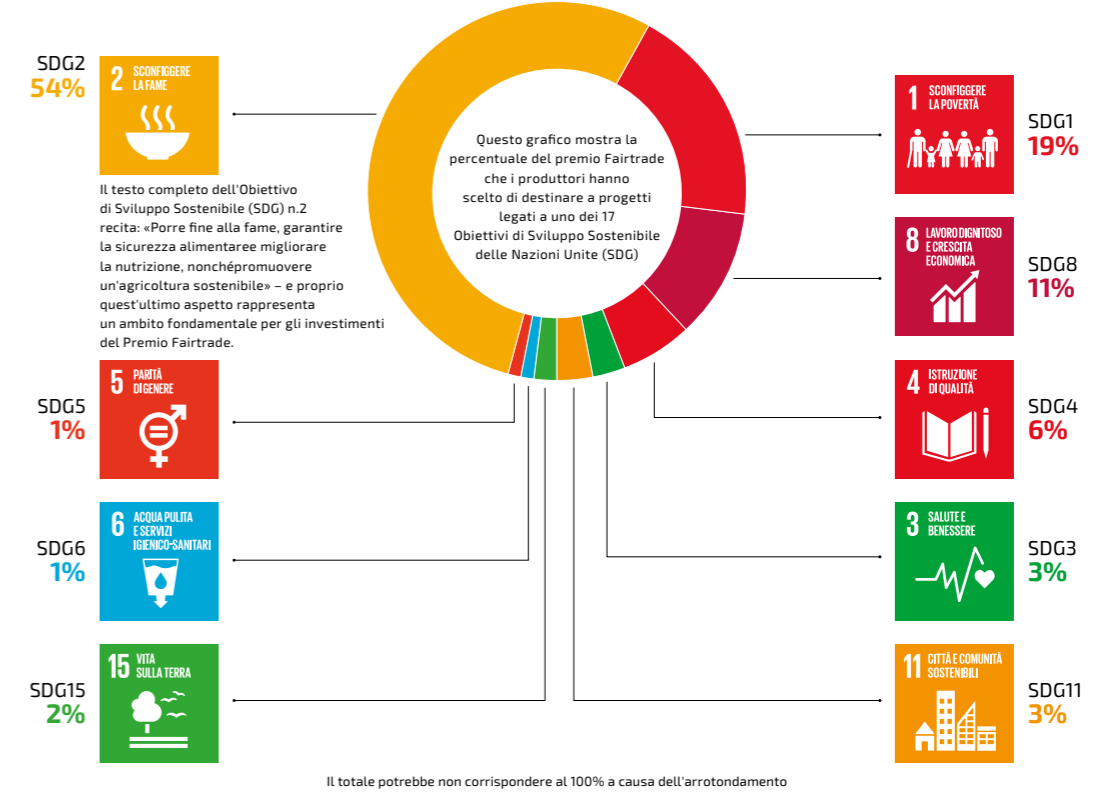 SDG2
54%
2 SCONFIGGERE
LA FAME
Il testo completo dell'Obiettivo
di Sviluppo Sostenibile (SDG) n.2
recita: «Porre fine alla fame, garantire
la sicurezza alimentaree migliorare
la nutrizione, nonchépromuovere
un'agricoltura sostenibile» – e proprio
quest'ultimo aspetto rappresenta
un ambito fondamentale per gli investimenti
del Premio Fairtrade.
SDG5
1%
5 PARITÀ
DI GENERE
SDG6
1%
6 ACQUA PULITA
E SERVIZI
IGIENICO-SANITARI
SDG15
2%
15 VITA
SULLA TERRA
Questo grafico mostra la
percentuale del premio Fairtrade
che i produttori hanno
scelto di destinare a progetti
legati a uno dei 17
Obiettivi di Sviluppo Sostenibile
delle Nazioni Unite (SDG)
1 SCONFIGGERE
LA POVERTÀ
SDG1
19%
8 LAVORO DIGNITOSO
E CRESCITA
ECONOMICA
SDG8
11%
4 ISTRUZIONE
DI QUALITÀ
SDG4
6%
3 SALUTE E
BENESSERE
SDG3
3%
11 CITTÀ E COMUNITÀ
SOSTENIBILI
SDG11
3%
Il totale potrebbe non corrispondere al 100% a causa dell'arrotondamento